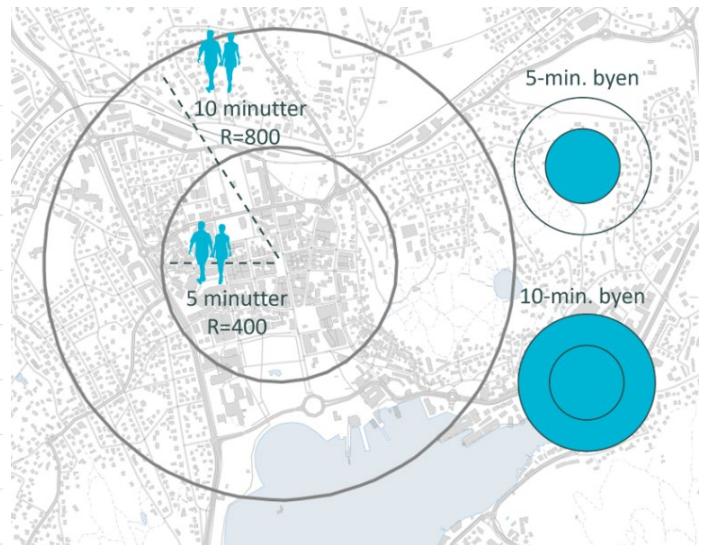 10 minutter
R=800
5 minutter
R=400
5-min. byen
10-min. byen